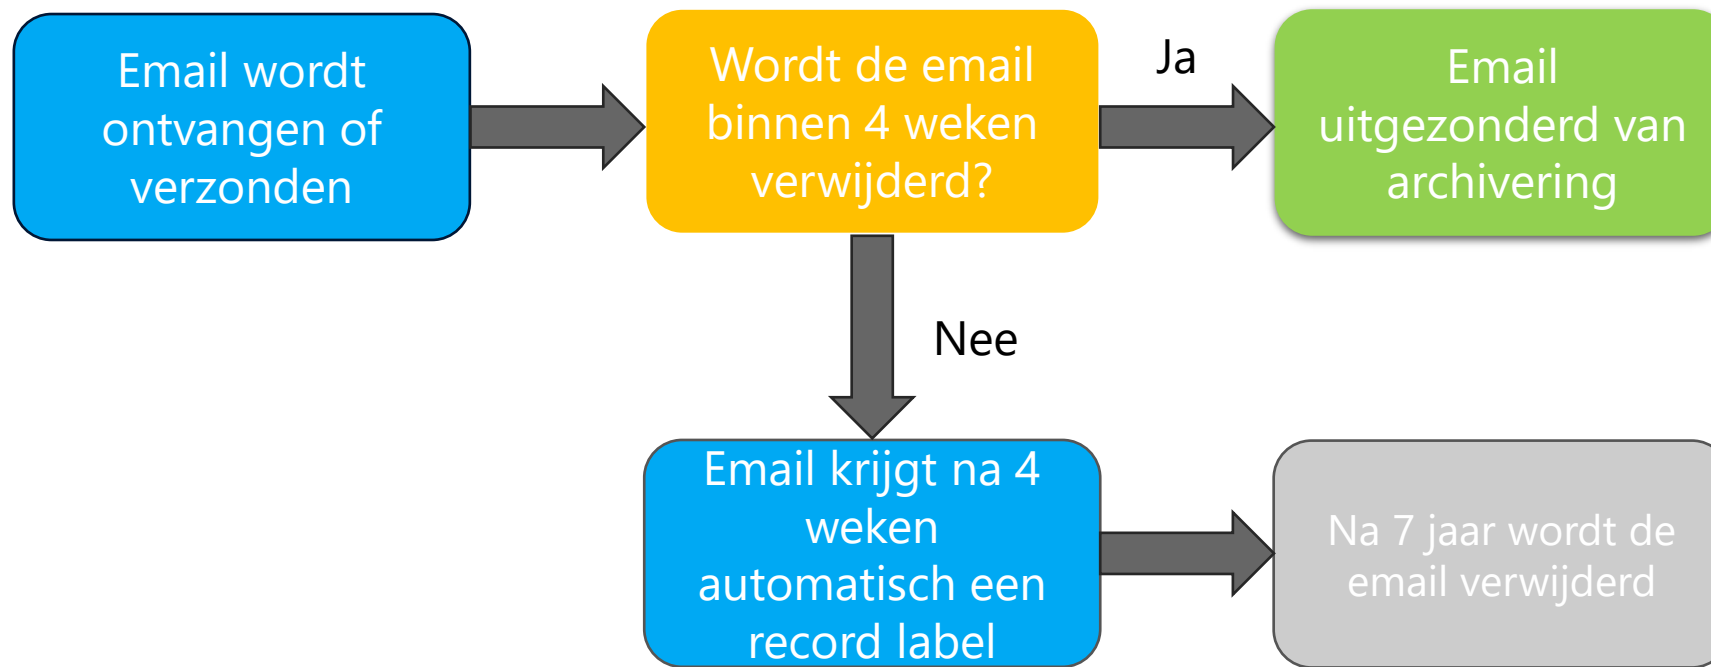 Email wordt
ontvangen of
verzonden
Wordt de email
binnen 4 weken
verwijderd?
Ja
Email
uitgezonderd van
archivering
Nee
Email krijgt na 4
weken
automatisch een
record label
Na 7 jaar wordt de
email verwijderd